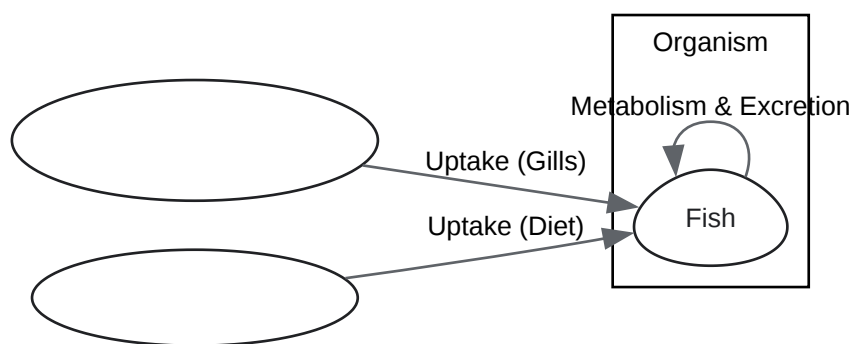 Organism
Metabolism & Excretion
Uptake (Gills)
Fish
Uptake (Diet)